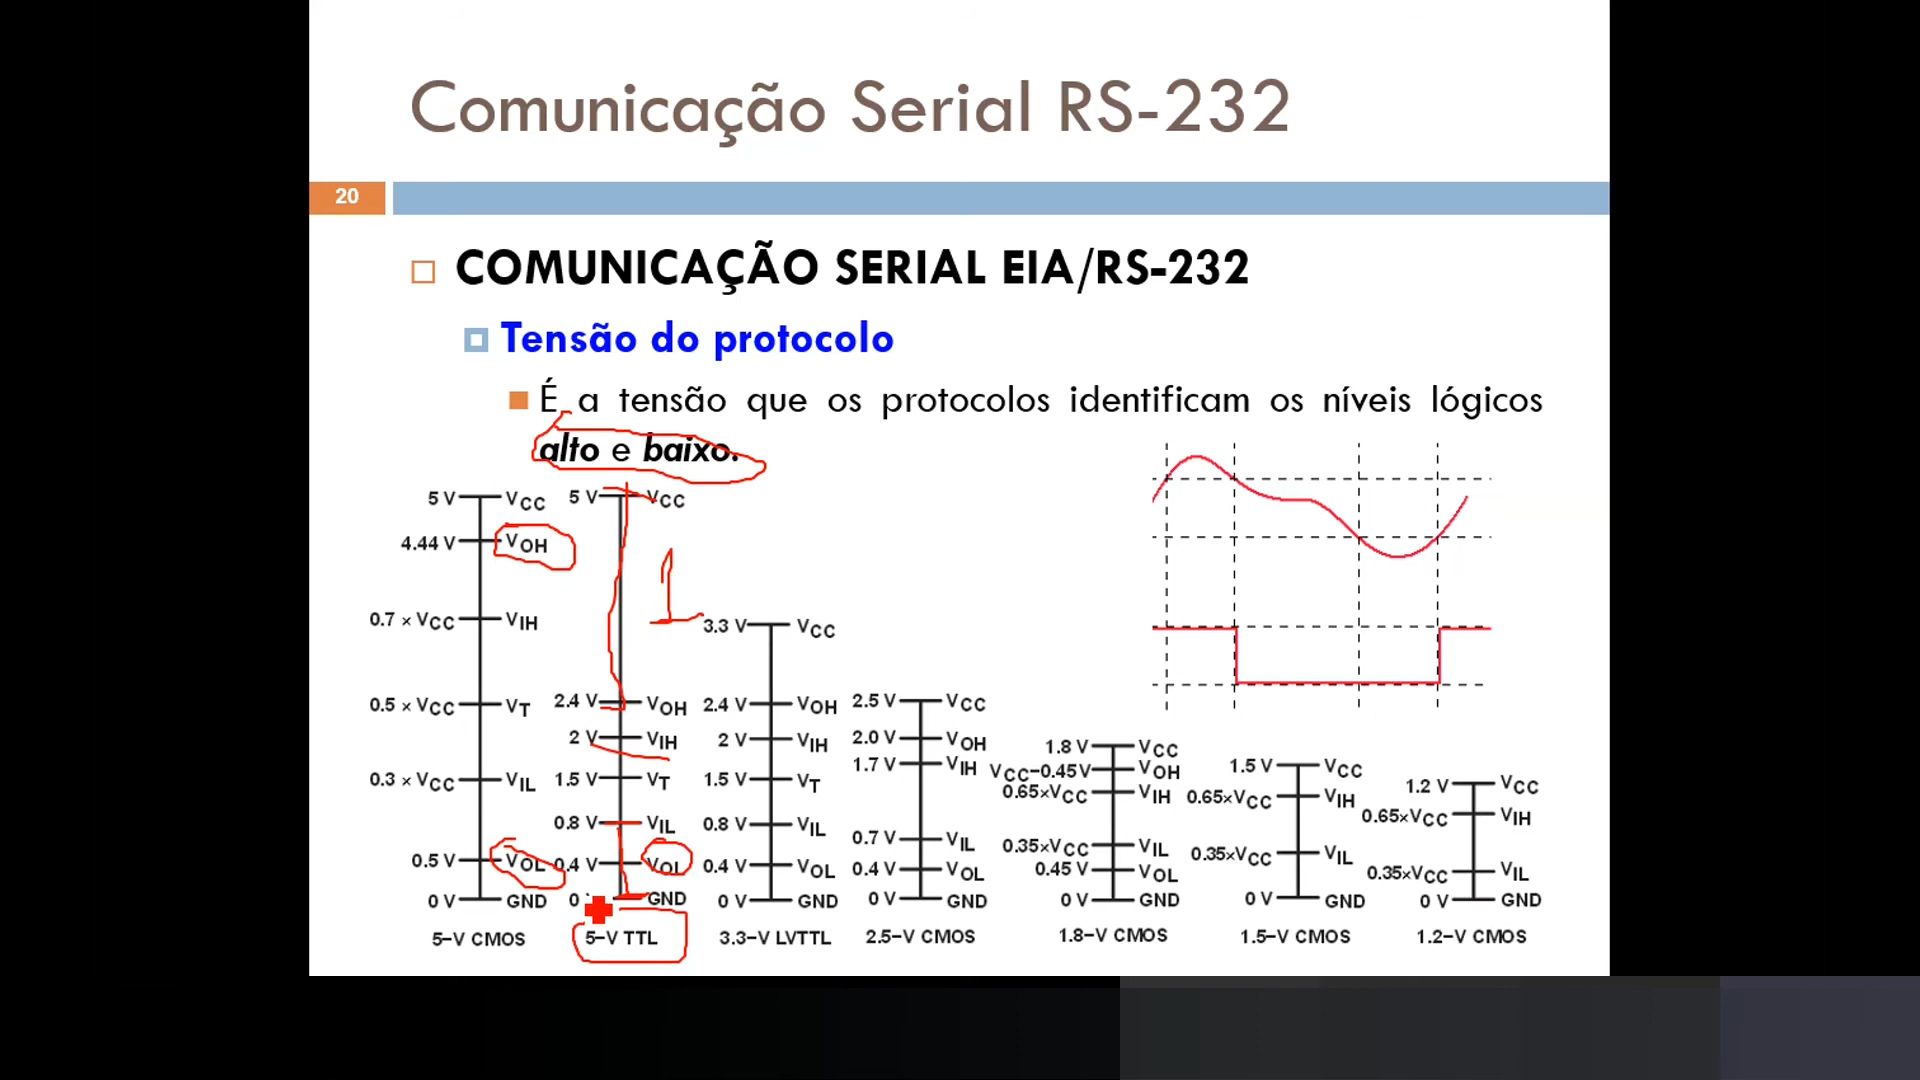 Comunicação Serial RS-232
20
COMUNICAÇÃO SERIAL EIA/RS-232
Tensão do protocolo
É a tensão que os protocolos identificam os níveis lógicos
alto e baixo.
5 V VCC
4.44 V VOH
0.7 × VCC VIH
0.5 × VCC VT
0.3 × VCC VIL
0.5 V VOL
0 V GND
5–V CMOS
5 V VCC
1
2.4 V VOH
2 V VIH
1.5 V VT
0.8 V VIL
0.4 V VOL
0 GND
5–V TTL
3.3 V VCC
2.4 V VOH
2 V VIH
1.5 V VT
0.8 V VIL
0.4 V VOL
0 V GND
3.3–V LVTTL
2.5 V VCC
2.0 V VOH
1.7 V VIH
0.7 V VIL
0.4 V VOL
0 V GND
2.5–V CMOS
1.8 V VCC
VCC–0.45V VOH
0.65×VCC VIH
0.35×VCC VIL
0.45 V VOL
0 V GND
1.8–V CMOS
1.5 V VCC
0.65×VCC VIH
0.35×VCC VIL
0 V GND
1.5–V CMOS
1.2 V VCC
0.65×VCC VIH
0.35×VCC VIL
0 V GND
1.2–V CMOS